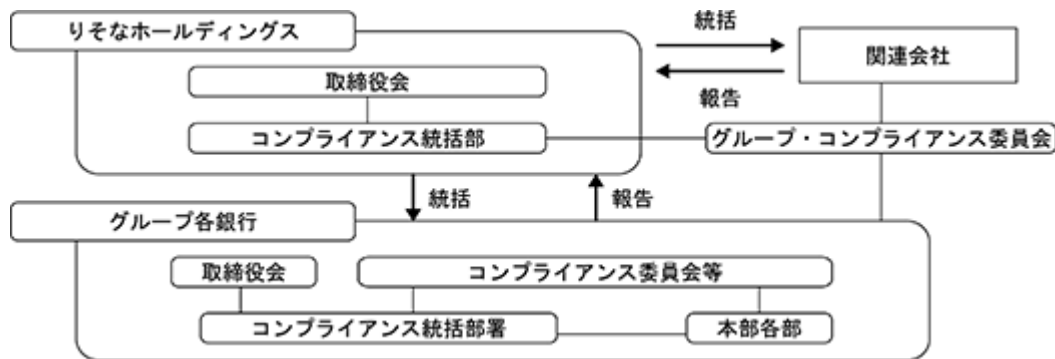 りそなホールディングス
統括
関連会社
取締役会
報告
コンプライアンス統括部
グループ・コンプライアンス委員会
統括
報告
グループ各銀行
取締役会
コンプライアンス委員会等
コンプライアンス統括部署
本部各部